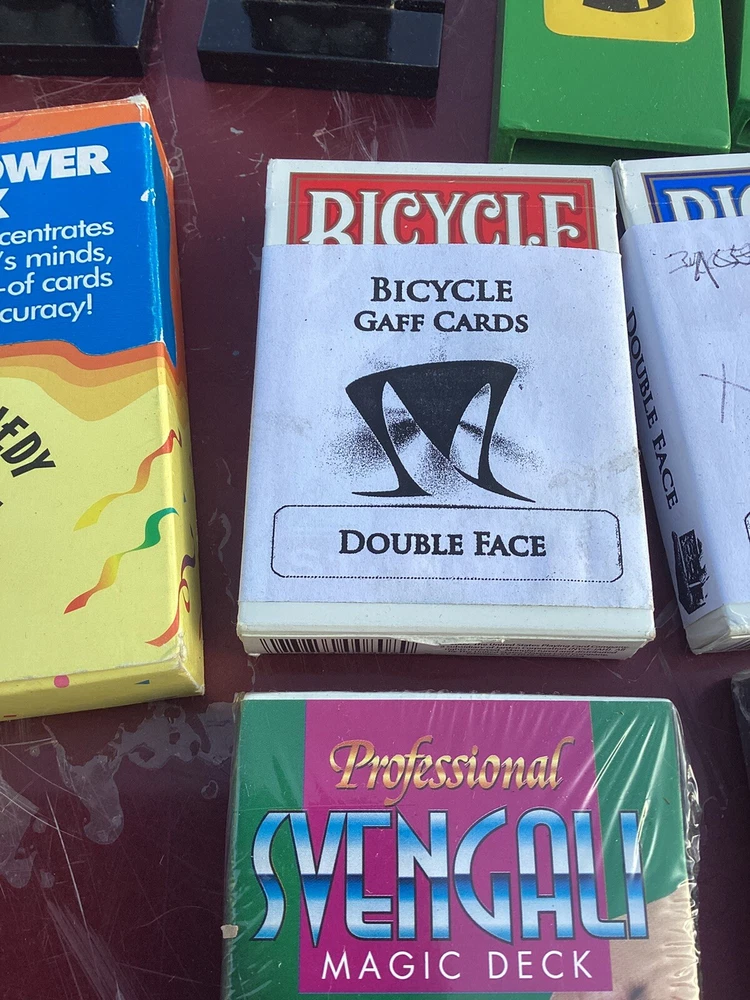 OWER
X
centrates
's minds,
-of cards
curacy!
EDY
BICYCLE
BICYCLE
GAFF CARDS
DOUBLE FACE
DOUBLE FACE
Professional
SVENGALI
MAGIC DECK